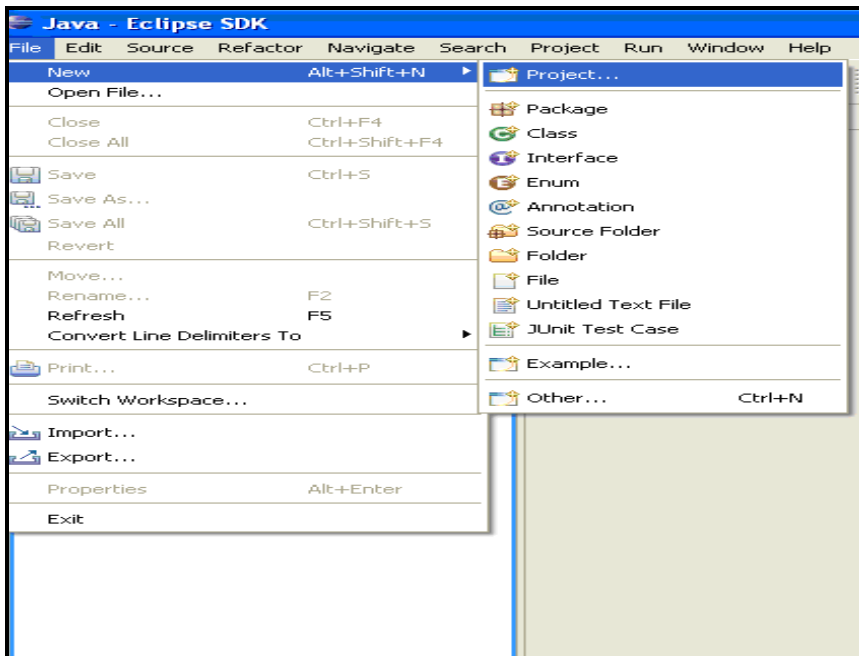 Java - Eclipse SDK
File Edit Source Refactor Navigate Search Project Run Window Help
New Alt+Shift+N
Open File...
Close Ctrl+F4
Close All Ctrl+Shift+F4
Save Ctrl+S
Save As...
Save All Ctrl+Shift+S
Revert
Move...
Rename... F2
Refresh F5
Convert Line Delimiters To
Print... Ctrl+P
Switch Workspace...
Import...
Export...
Properties Alt+Enter
Exit
Project...
Package
Class
Interface
Enum
Annotation
Source Folder
Folder
File
Untitled Text File
JUnit Test Case
Example...
Other... Ctrl+N